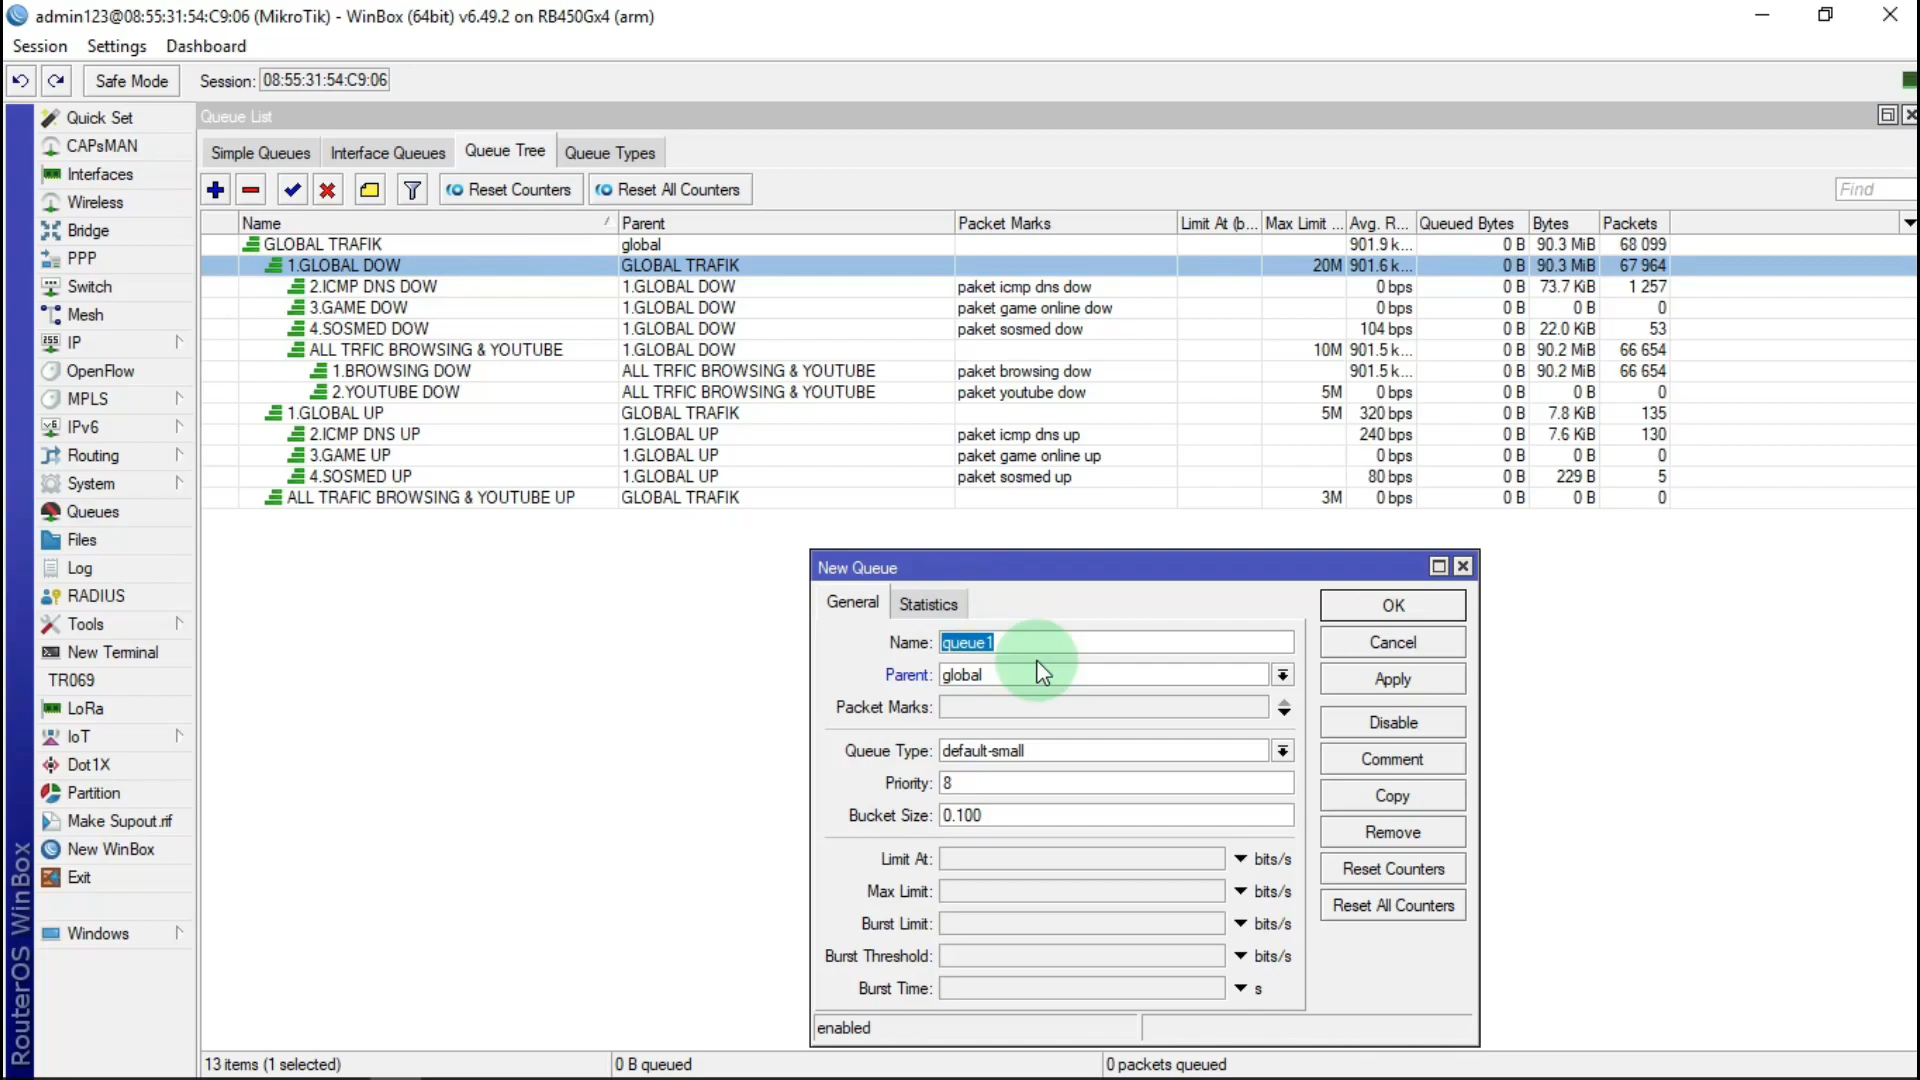 admin123@08:55:31:54:C9:06 (MikroTik) - WinBox (64bit) v6.49.2 on RB450Gx4 (arm)
Session Settings Dashboard
Safe Mode Session: 08:55:31:54:C9:06
Quick Set
CAPsMAN
Interfaces
Wireless
Bridge
PPP
Switch
Mesh
IP
OpenFlow
MPLS
IPv6
Routing
System
Queues
Files
Log
RADIUS
Tools
New Terminal
TR069
LoRa
IoT
Dot1X
Partition
Make Supout.rif
New WinBox
Exit
Windows
RouterOS WinBox
Queue List
Simple Queues Interface Queues Queue Tree Queue Types
Reset Counters Reset All Counters Find
Name Parent Packet Marks Limit At (b... Max Limit ... Avg. R... Queued Bytes Bytes Packets
GLOBAL TRAFIK global 901.9 k... 0 B 90.3 MiB 68 099
1.GLOBAL DOW GLOBAL TRAFIK 20M 901.6 k... 0 B 90.3 MiB 67 964
2.ICMP DNS DOW 1.GLOBAL DOW paket icmp dns dow 0 bps 0 B 73.7 KiB 1 257
3.GAME DOW 1.GLOBAL DOW paket game online dow 0 bps 0 B 0 B 0
4.SOSMED DOW 1.GLOBAL DOW paket sosmed dow 104 bps 0 B 22.0 KiB 53
ALL TRFIC BROWSING & YOUTUBE 1.GLOBAL DOW 10M 901.5 k... 0 B 90.2 MiB 66 654
1.BROWSING DOW ALL TRFIC BROWSING & YOUTUBE paket browsing dow 901.5 k... 0 B 90.2 MiB 66 654
2.YOUTUBE DOW ALL TRFIC BROWSING & YOUTUBE paket youtube dow 5M 0 bps 0 B 0 B 0
1.GLOBAL UP GLOBAL TRAFIK 5M 320 bps 0 B 7.8 KiB 135
2.ICMP DNS UP 1.GLOBAL UP paket icmp dns up 240 bps 0 B 7.6 KiB 130
3.GAME UP 1.GLOBAL UP paket game online up 0 bps 0 B 0 B 0
4.SOSMED UP 1.GLOBAL UP paket sosmed up 80 bps 0 B 229 B 5
ALL TRAFIC BROWSING & YOUTUBE UP GLOBAL TRAFIK 3M 0 bps 0 B 0 B 0
New Queue
General Statistics
Name: queue1
Parent: global
Packet Marks:
Queue Type: default-small
Priority: 8
Bucket Size: 0.100
Limit At: bits/s
Max Limit: bits/s
Burst Limit: bits/s
Burst Threshold: bits/s
Burst Time: s
enabled
OK
Cancel
Apply
Disable
Comment
Copy
Remove
Reset Counters
Reset All Counters
13 items (1 selected) 0 B queued 0 packets queued